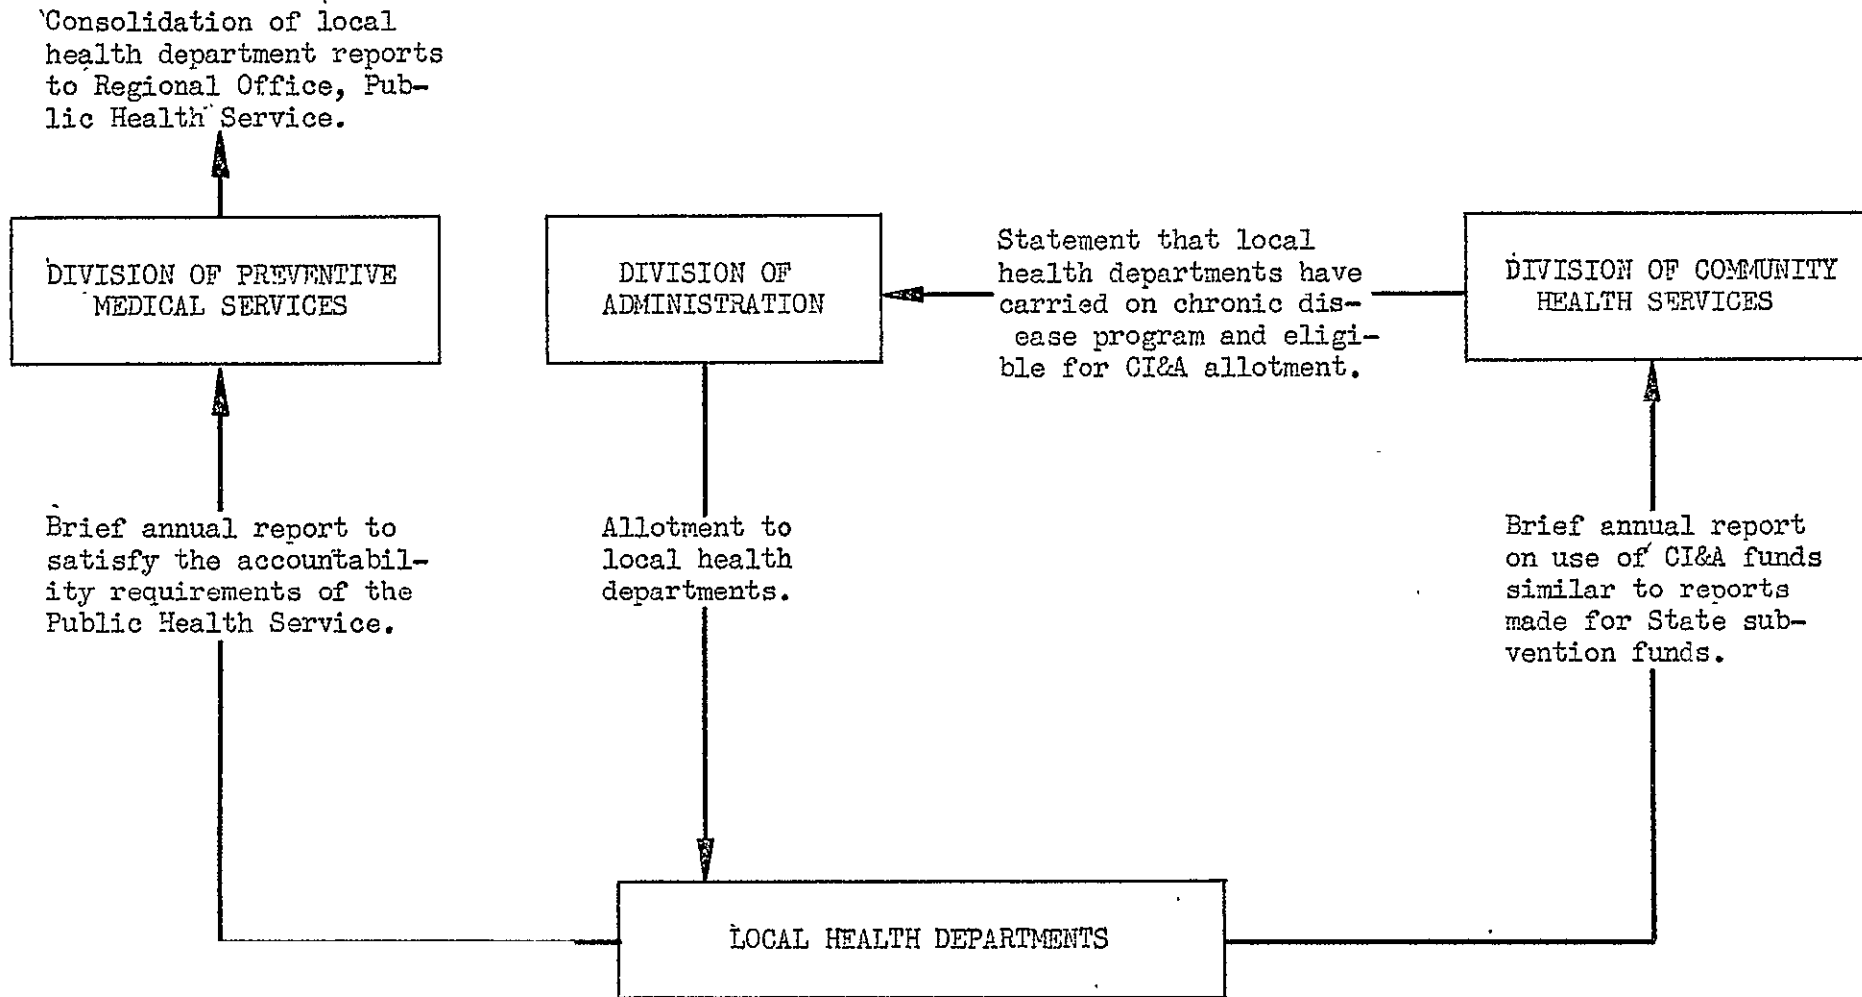 Consolidation of local
health department reports
to Regional Office, Pub-
lic Health Service.
DIVISION OF PREVENTIVE
MEDICAL SERVICES
DIVISION OF
ADMINISTRATION
Statement that local
health departments have
carried on chronic dis-
ease program and eligi-
ble for CI&A allotment.
DIVISION OF COMMUNITY
HEALTH SERVICES
Brief annual report to
satisfy the accountabil-
ity requirements of the
Public Health Service.
Allotment to
local health
departments.
Brief annual report
on use of CI&A funds
similar to reports
made for State sub-
vention funds.
LOCAL HEALTH DEPARTMENTS